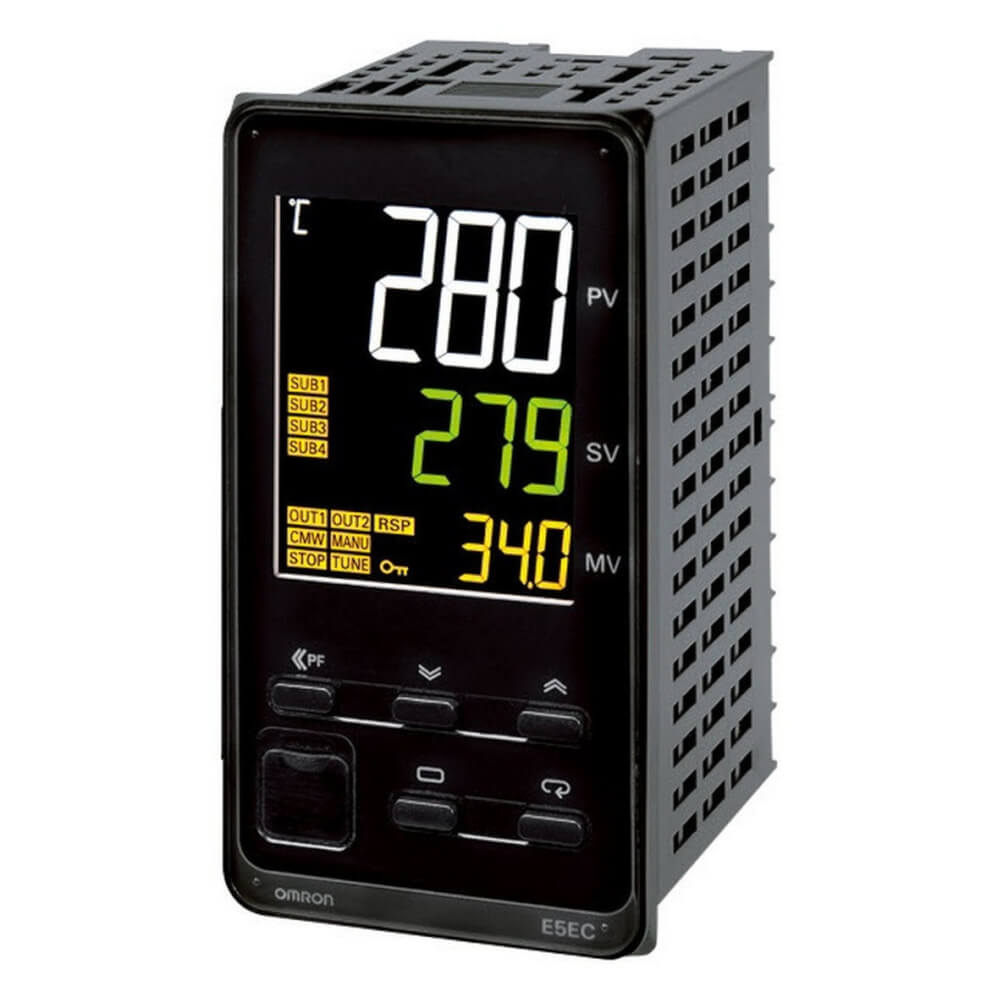 ℃ 280 PV
SUB1
SUB2
SUB3
SUB4
279 SV
OUT1 OUT2 RSP
CMW MANU
STOP TUNE
34.0 MV
PF
OMRON
E5EC